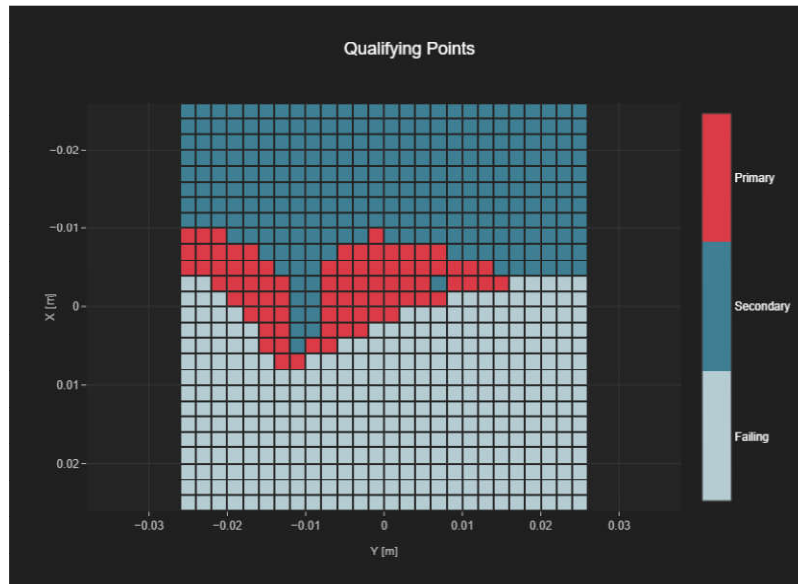 Qualifying Points
−0.02
−0.01
0
0.01
0.02
X [m]
−0.03
−0.02
−0.01
0
0.01
0.02
0.03
Y [m]
Primary
Secondary
Failing